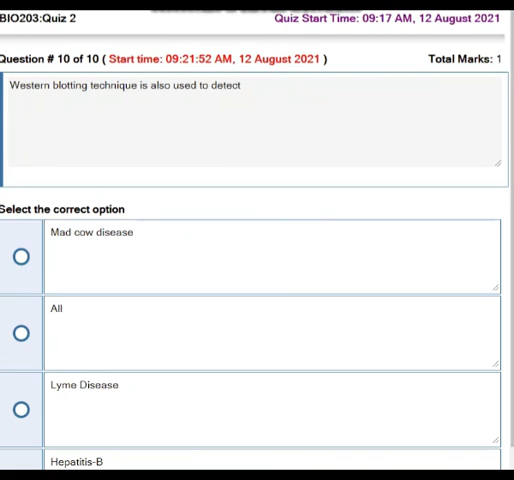 BIO203:Quiz 2
Quiz Start Time: 09:17 AM, 12 August 2021
Question # 10 of 10 ( Start time: 09:21:52 AM, 12 August 2021 )
Total Marks: 1
Western blotting technique is also used to detect
Select the correct option
Mad cow disease
All
Lyme Disease
Hepatitis-B